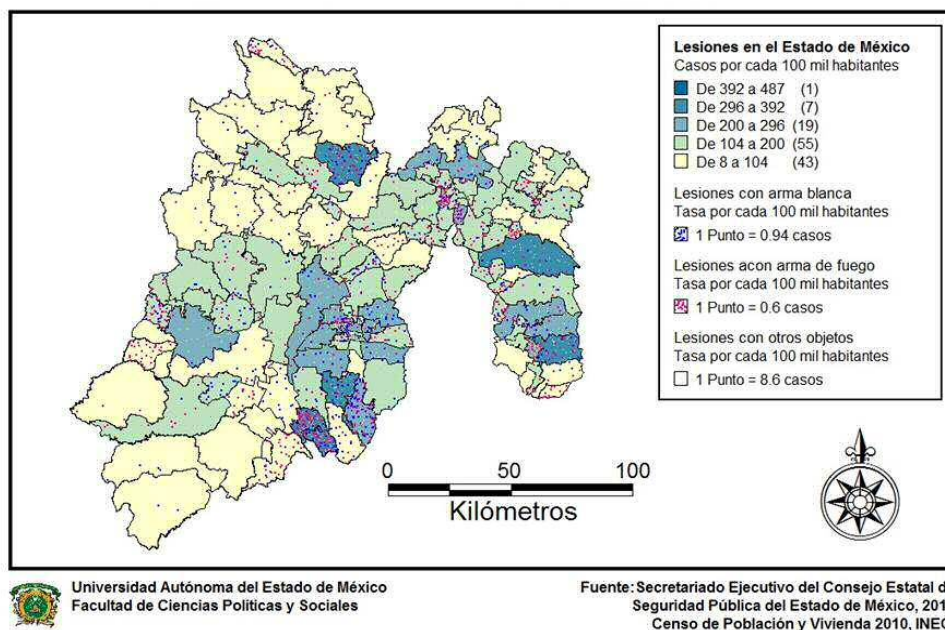 Lesiones en el Estado de México
Casos por cada 100 mil habitantes
De 392 a 487 (1)
De 296 a 392 (7)
De 200 a 296 (19)
De 104 a 200 (55)
De 8 a 104 (43)
Lesiones con arma blanca
Tasa por cada 100 mil habitantes
1 Punto = 0.94 casos
Lesiones acon arma de fuego
Tasa por cada 100 mil habitantes
1 Punto = 0.6 casos
Lesiones con otros objetos
Tasa por cada 100 mil habitantes
1 Punto = 8.6 casos
0 50 100
Kilómetros
Universidad Autónoma del Estado de México
Facultad de Ciencias Políticas y Sociales
Fuente: Secretariado Ejecutivo del Consejo Estatal d
Seguridad Pública del Estado de México, 201
Censo de Población y Vivienda 2010, INEG